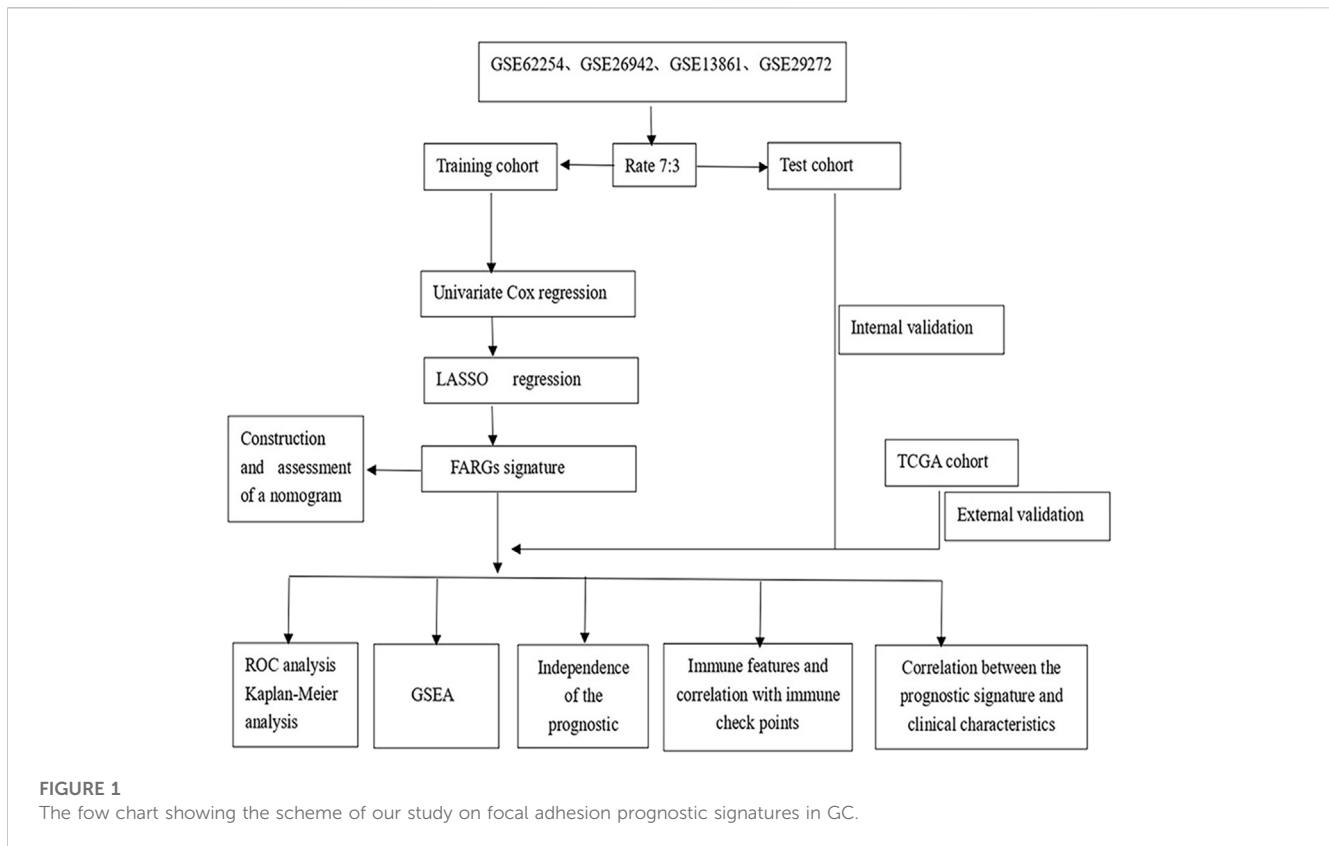 GSE62254、GSE26942、GSE13861、GSE29272
Training cohort
Rate 7:3
Test cohort
Univariate Cox regression
Internal validation
LASSO regression
Construction
and assessment
of a nomogram
FARGs signature
TCGA cohort
External validation
ROC analysis
Kaplan-Meier
analysis
GSEA
Independence
of the
prognostic
Immune features and
correlation with immune
check points
Correlation between the
prognostic signature and
clinical characteristics
FIGURE 1
The fow chart showing the scheme of our study on focal adhesion prognostic signatures in GC.